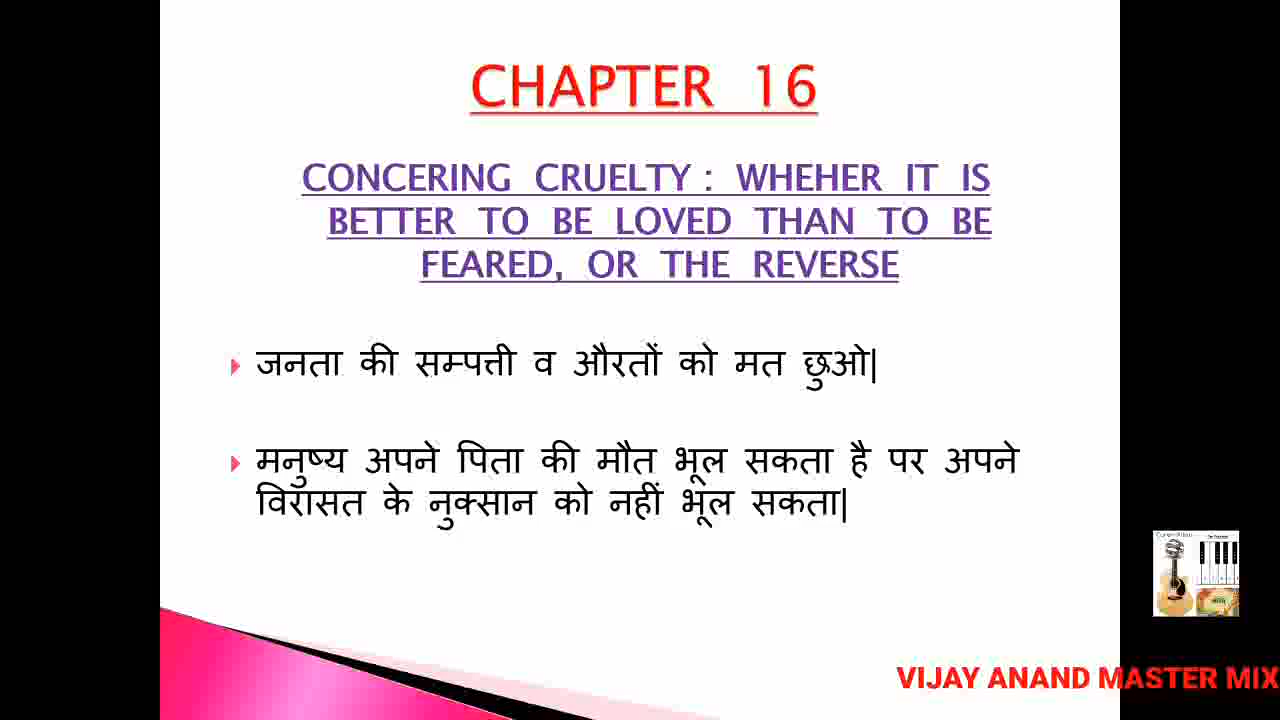 CHAPTER 16
CONCERING CRUELTY : WHEHER IT IS
BETTER TO BE LOVED THAN TO BE
FEARED, OR THE REVERSE
जनता की सम्पत्ती व औरतों को मत छुओ|
मनुष्य अपने पिता की मौत भूल सकता है पर अपने
विरासत के नुक्सान को नहीं भूल सकता|
VIJAY ANAND MASTER MIX